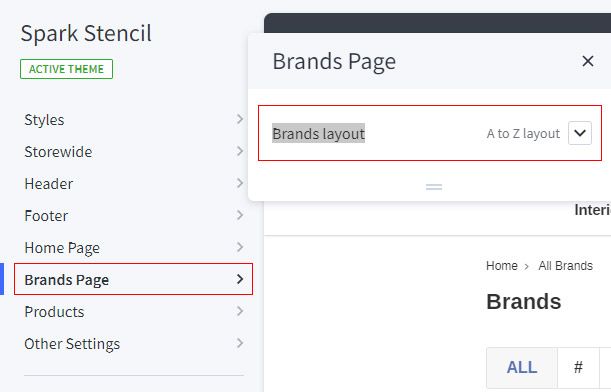 Spark Stencil
ACTIVE THEME
Styles
Storewide
Header
Footer
Home Page
Brands Page
Products
Other Settings
Brands Page
Brands layout
A to Z layout
Interi
Home › All Brands
Brands
ALL
#